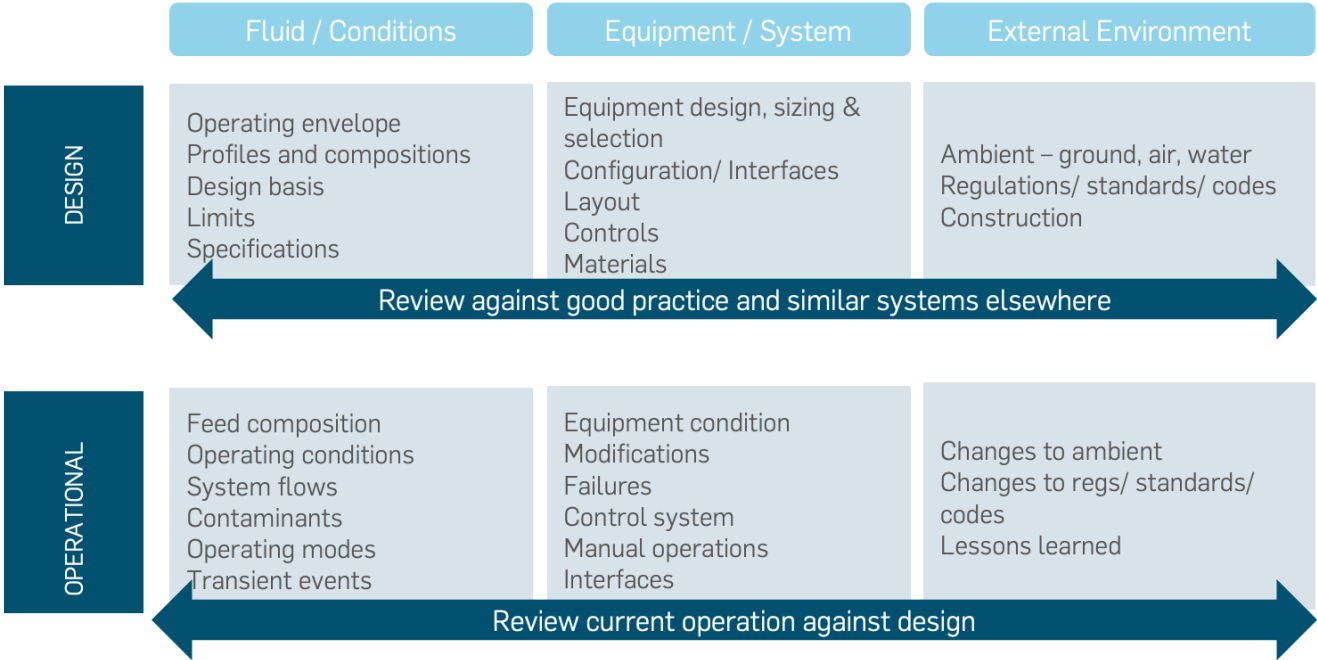 Fluid / Conditions
Equipment / System
External Environment
DESIGN
Operating envelope
Profiles and compositions
Design basis
Limits
Specifications
Equipment design, sizing &
selection
Configuration/ Interfaces
Layout
Controls
Materials
Ambient – ground, air, water
Regulations/ standards/ codes
Construction
Review against good practice and similar systems elsewhere
OPERATIONAL
Feed composition
Operating conditions
System flows
Contaminants
Operating modes
Transient events
Equipment condition
Modifications
Failures
Control system
Manual operations
Interfaces
Changes to ambient
Changes to regs/ standards/
codes
Lessons learned
Review current operation against design